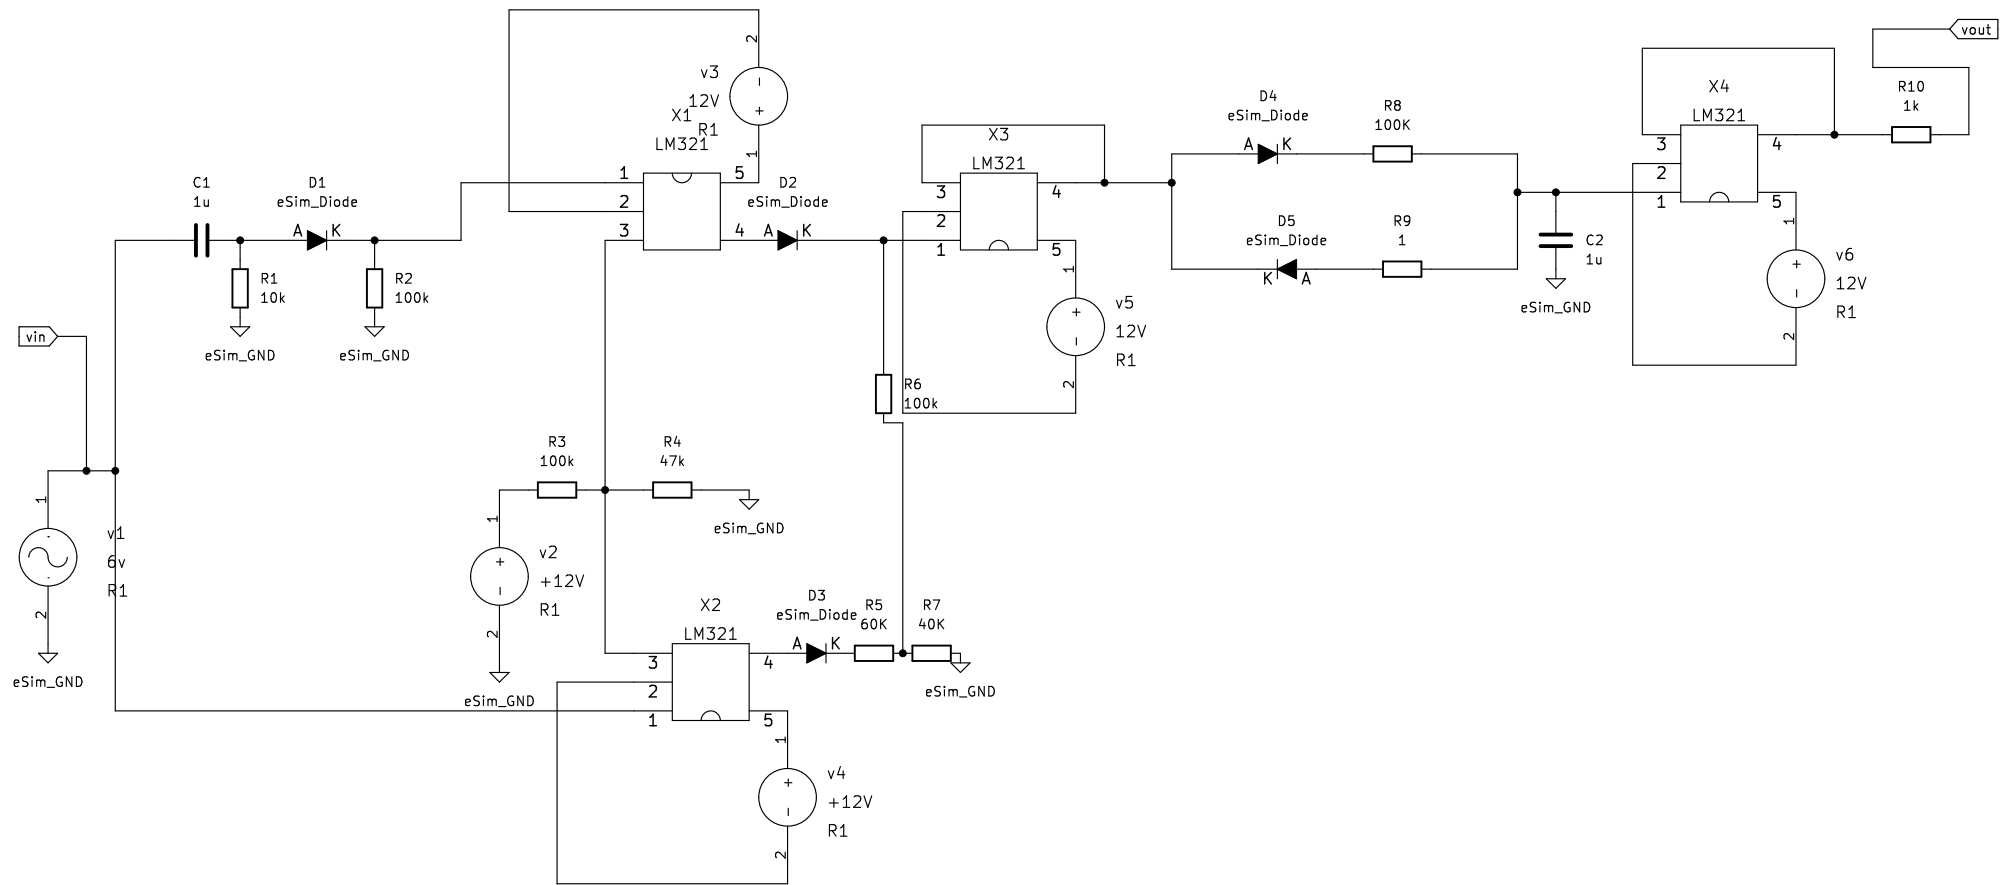 vout
2
v3
12V
R1
+
-
1
X1
LM321
1
2
3
5
4
C1
1u
D1
eSim_Diode
A
K
R1
10k
eSim_GND
R2
100k
eSim_GND
D2
eSim_Diode
A
K
X3
LM321
3
2
1
4
5
1
+
-
v5
12V
R1
2
R6
100k
D4
eSim_Diode
A
K
R8
100K
D5
eSim_Diode
K
A
R9
1
C2
1u
eSim_GND
X4
LM321
3
2
1
4
5
1
+
-
v6
12V
R1
2
R10
1k
vin
1
v1
6v
R1
2
eSim_GND
R3
100k
R4
47k
eSim_GND
1
+
-
v2
+12V
R1
2
eSim_GND
X2
LM321
3
2
1
4
5
D3
eSim_Diode
A
K
R5
60K
R7
40K
eSim_GND
1
+
-
v4
+12V
R1
2